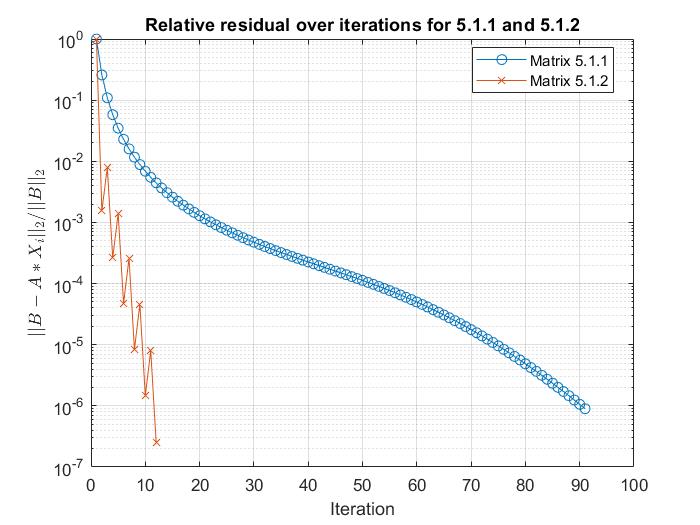 Relative residual over iterations for 5.1.1 and 5.1.2
Matrix 5.1.1
Matrix 5.1.2
||B − A ∗ X_i||_2/||B||_2
10^0
10^-1
10^-2
10^-3
10^-4
10^-5
10^-6
10^-7
0 10 20 30 40 50 60 70 80 90 100
Iteration